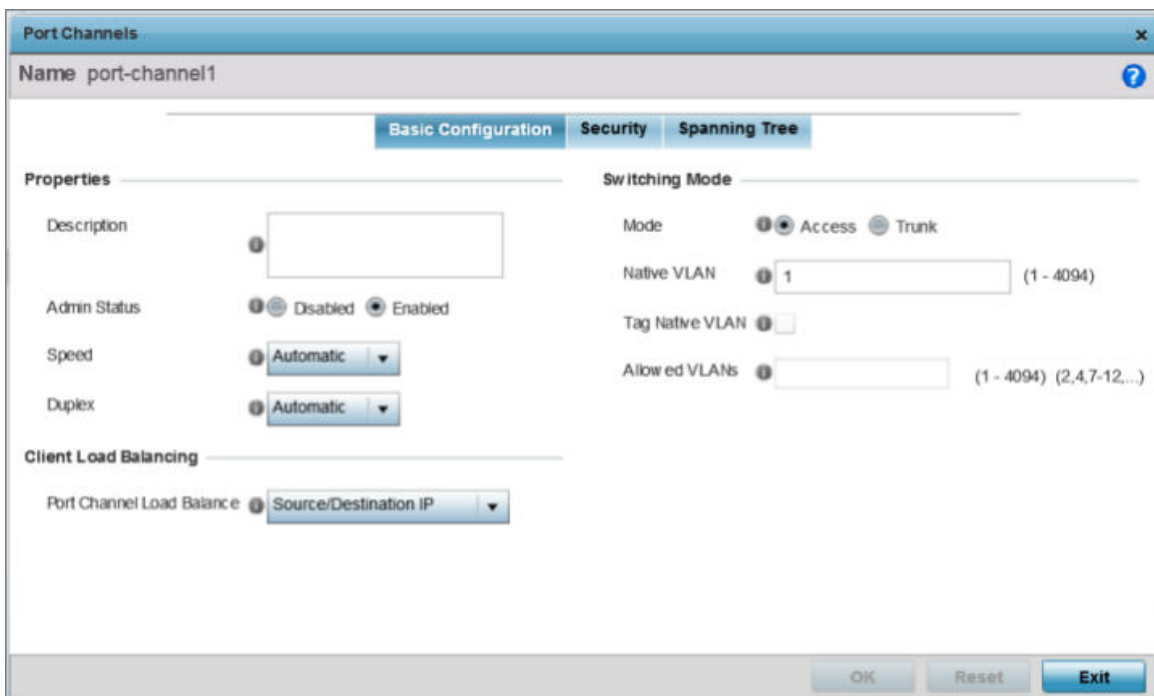 Port Channels
Name port-channel1
Basic Configuration Security Spanning Tree
Properties
Description
Admin Status Disabled Enabled
Speed Automatic
Duplex Automatic
Client Load Balancing
Port Channel Load Balance Source/Destination IP
Switching Mode
Mode Access Trunk
Native VLAN 1 (1 - 4094)
Tag Native VLAN
Allowed VLANs (1 - 4094) (2,4,7-12,...)
OK Reset Exit